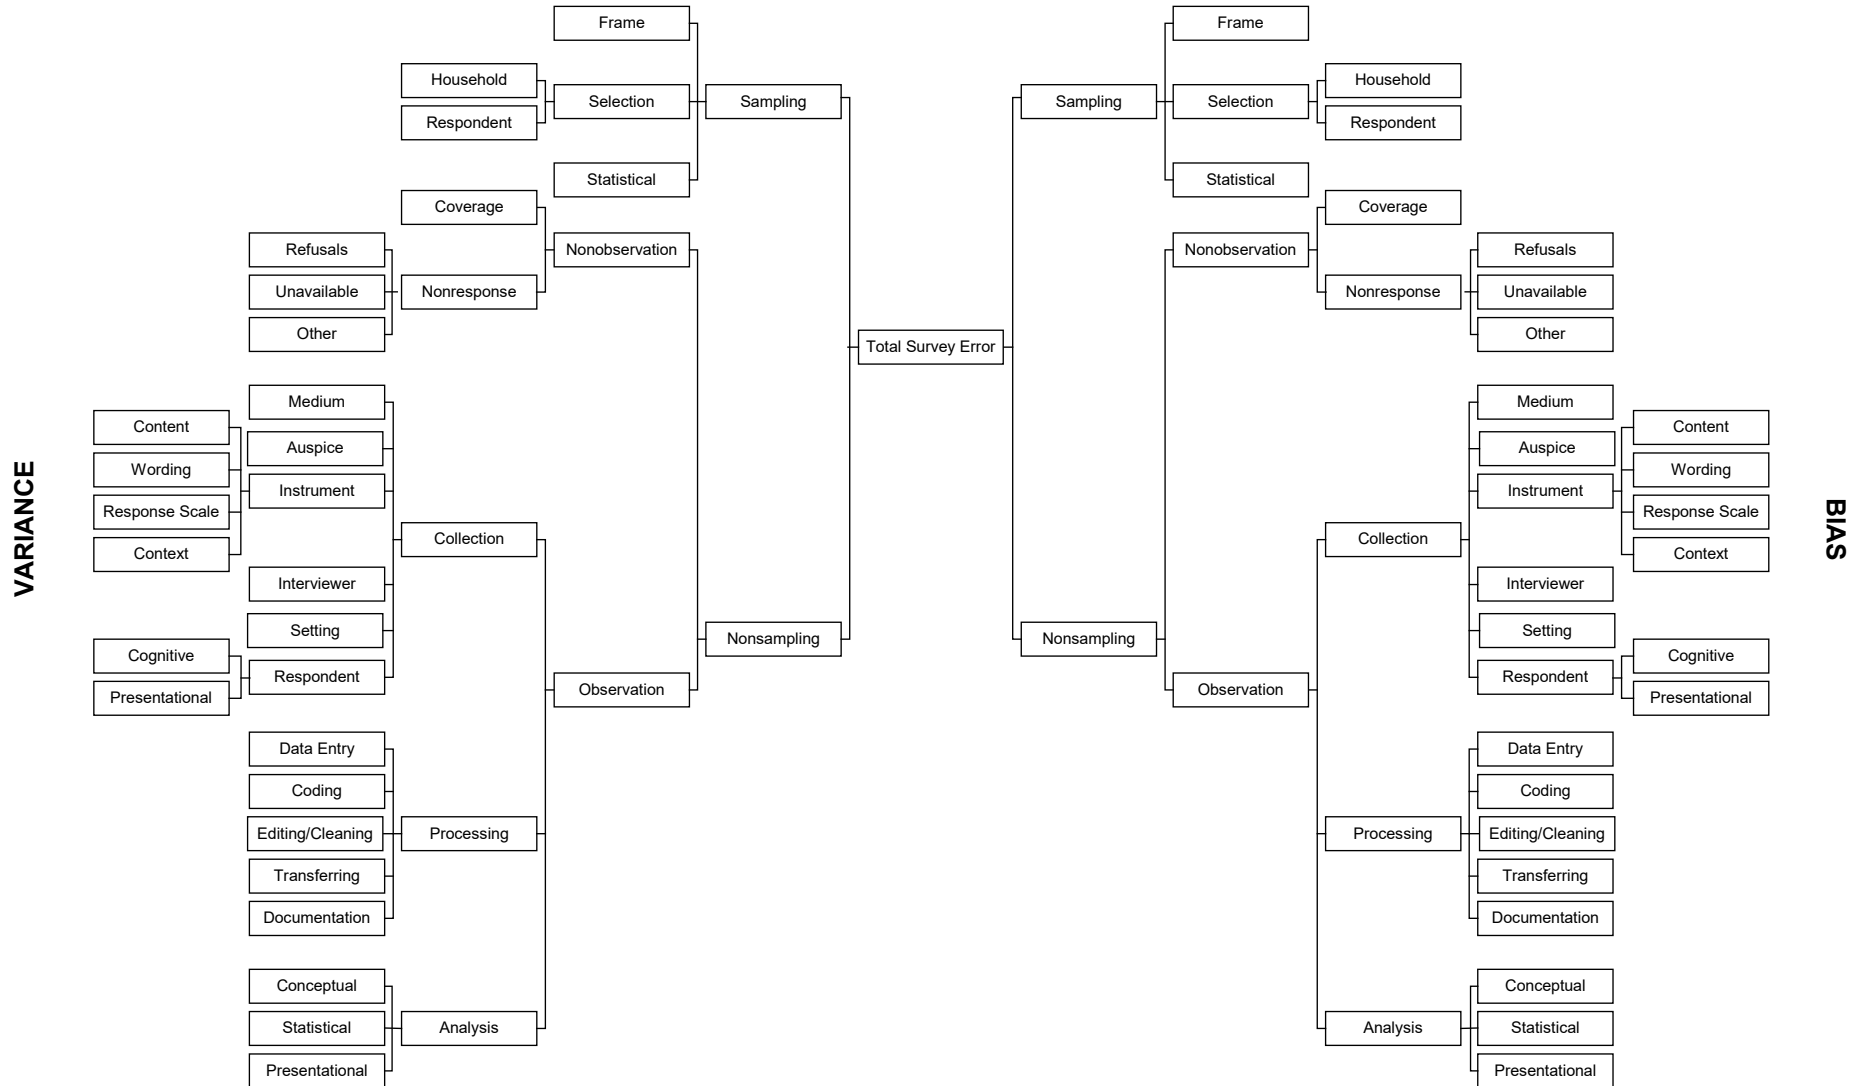 Frame
Frame
Household
Household
Selection
Sampling
Sampling
Selection
Respondent
Respondent
Statistical
Statistical
Coverage
Coverage
Refusals
Nonobservation
Nonobservation
Refusals
Unavailable
Nonresponse
Nonresponse
Unavailable
Other
Other
Total Survey Error
Medium
Medium
Content
Content
Auspice
Auspice
Wording
Wording
Instrument
Instrument
Response Scale
Response Scale
VARIANCE
BIAS
Collection
Collection
Context
Context
Interviewer
Interviewer
Setting
Setting
Nonsampling
Nonsampling
Cognitive
Cognitive
Respondent
Respondent
Observation
Observation
Presentational
Presentational
Data Entry
Data Entry
Coding
Coding
Editing/Cleaning
Processing
Processing
Editing/Cleaning
Transferring
Transferring
Documentation
Documentation
Conceptual
Conceptual
Statistical
Analysis
Analysis
Statistical
Presentational
Presentational